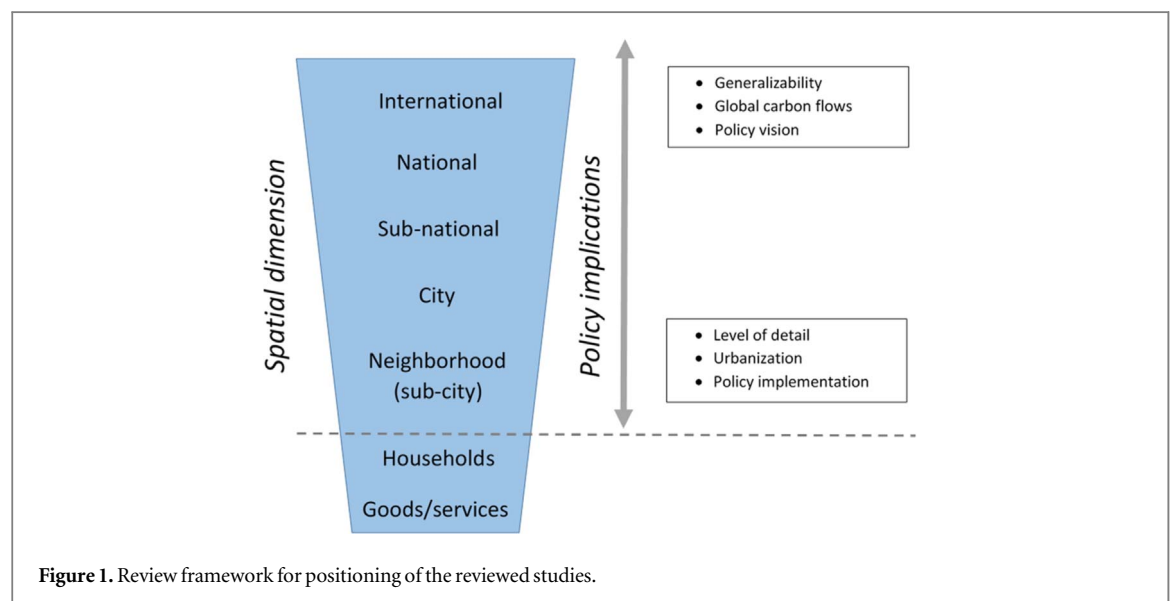 Spatial dimension
International
National
Sub-national
City
Neighborhood
(sub-city)
Households
Goods/services
Policy implications
• Generalizability
• Global carbon flows
• Policy vision
• Level of detail
• Urbanization
• Policy implementation
Figure 1. Review framework for positioning of the reviewed studies.